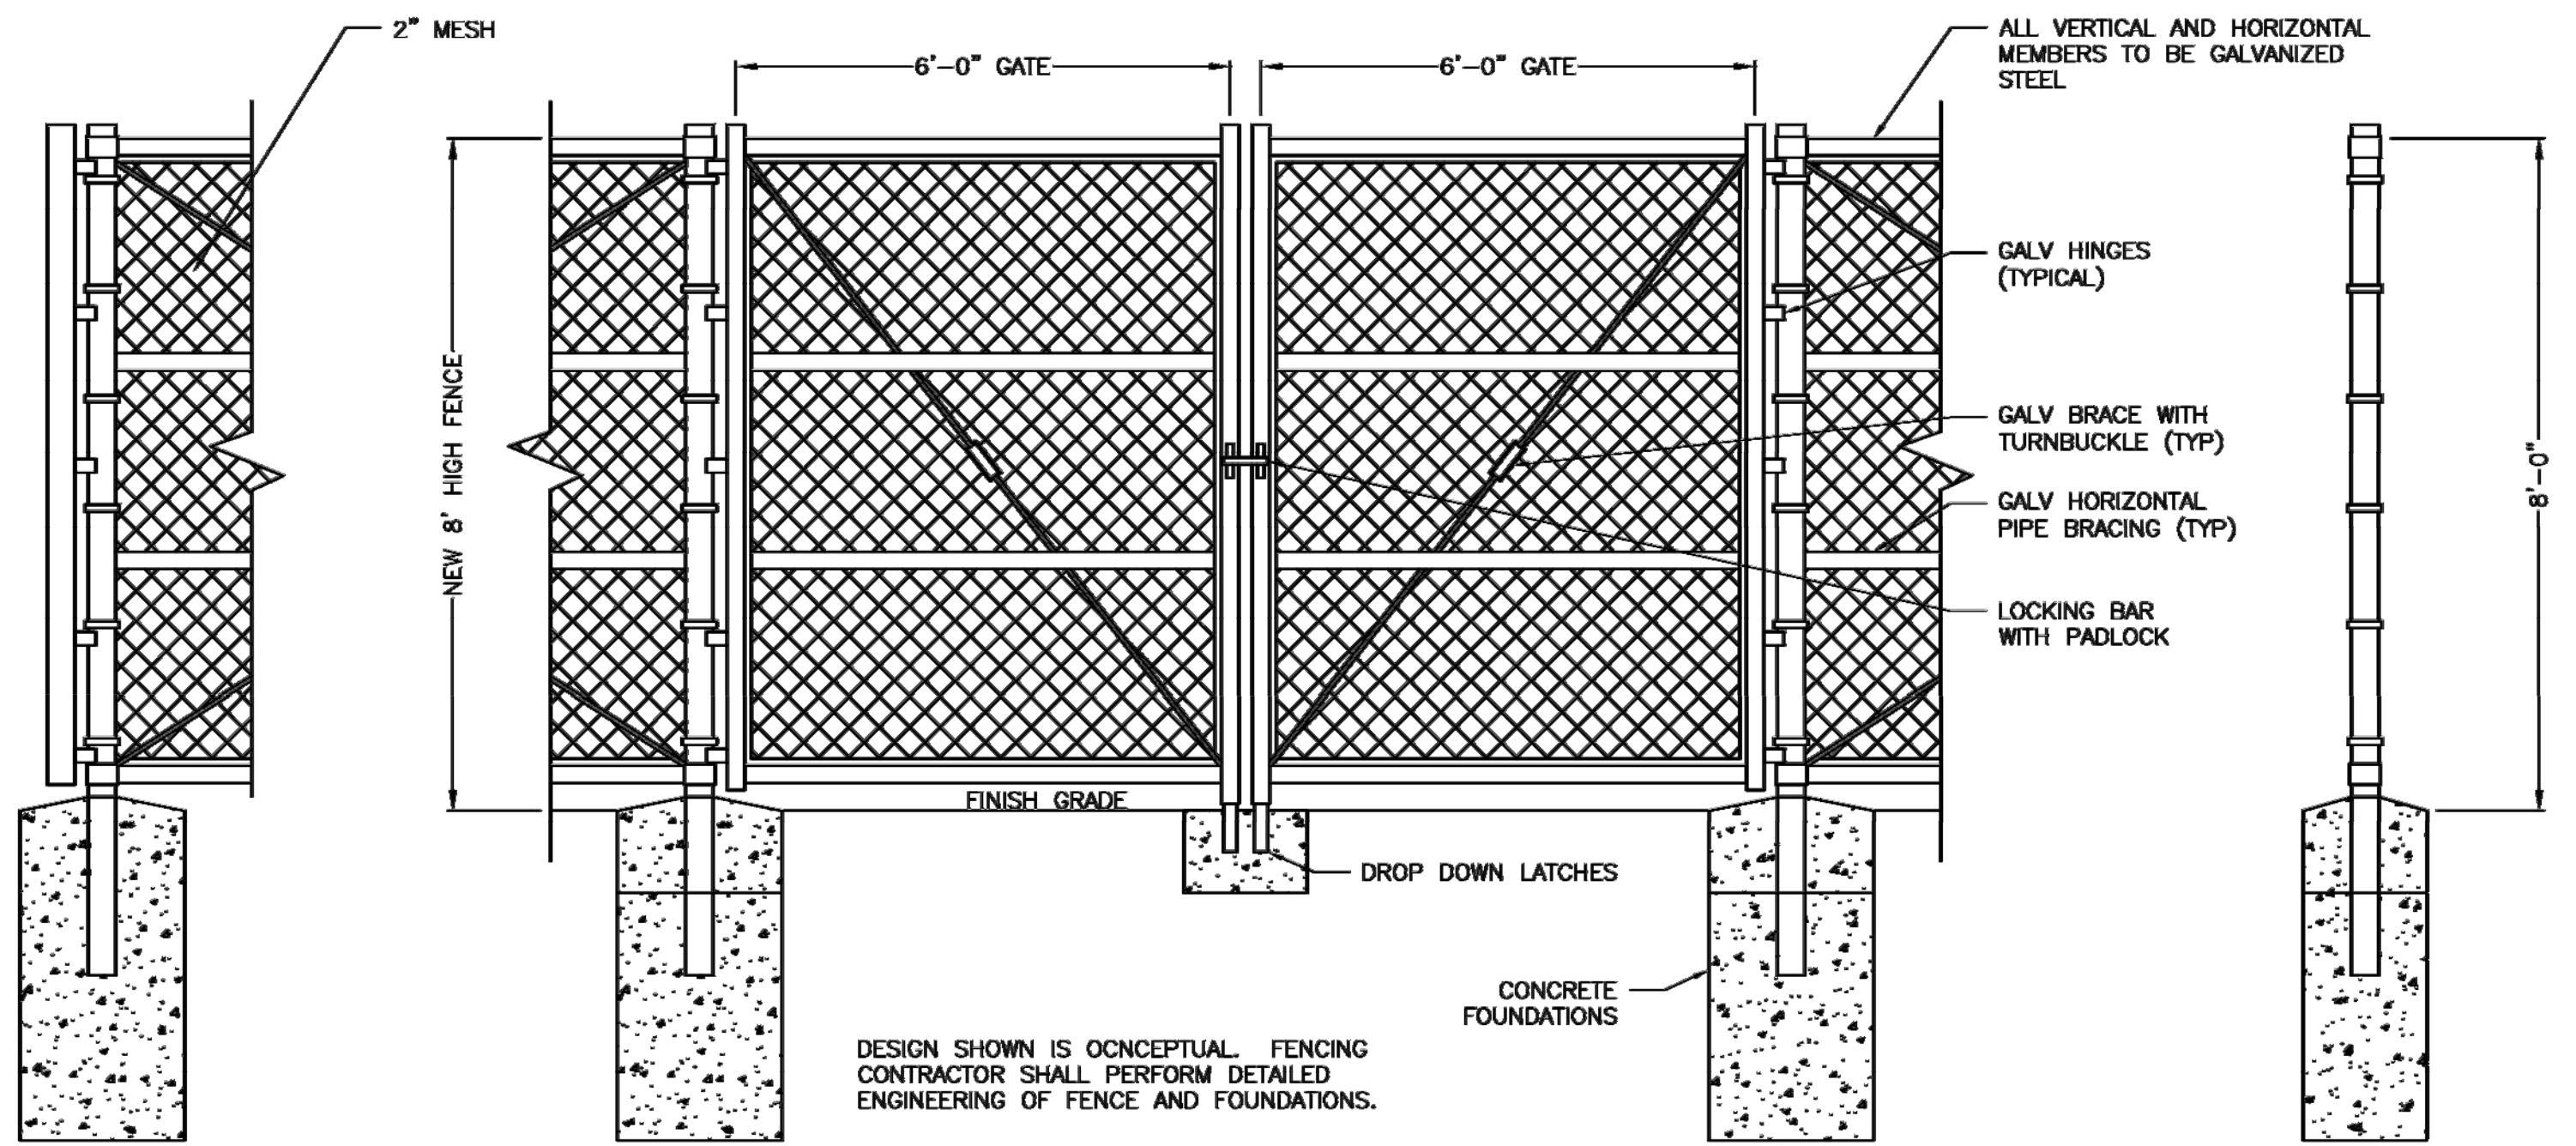 2" MESH
6'-0" GATE
6'-0" GATE
ALL VERTICAL AND HORIZONTAL
MEMBERS TO BE GALVANIZED
STEEL
GALV HINGES
(TYPICAL)
NEW 8' HIGH FENCE
GALV BRACE WITH
TURNBUCKLE (TYP)
8'-0"
GALV HORIZONTAL
PIPE BRACING (TYP)
LOCKING BAR
WITH PADLOCK
FINISH GRADE
DROP DOWN LATCHES
CONCRETE
FOUNDATIONS
DESIGN SHOWN IS OCNCEPTUAL. FENCING
CONTRACTOR SHALL PERFORM DETAILED
ENGINEERING OF FENCE AND FOUNDATIONS.